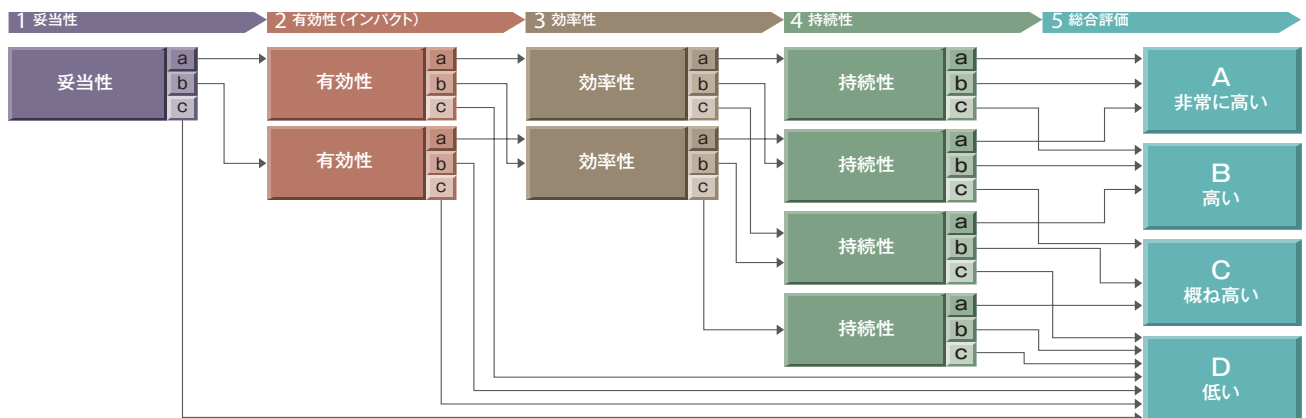 1 妥当性
2 有効性（インパクト）
3 効率性
4 持続性
5 総合評価
妥当性
a
b
c
有効性
a
b
c
有効性
a
b
c
効率性
a
b
c
効率性
a
b
c
持続性
a
b
c
持続性
a
b
c
持続性
a
b
c
持続性
a
b
c
A
非常に高い
B
高い
C
概ね高い
D
低い